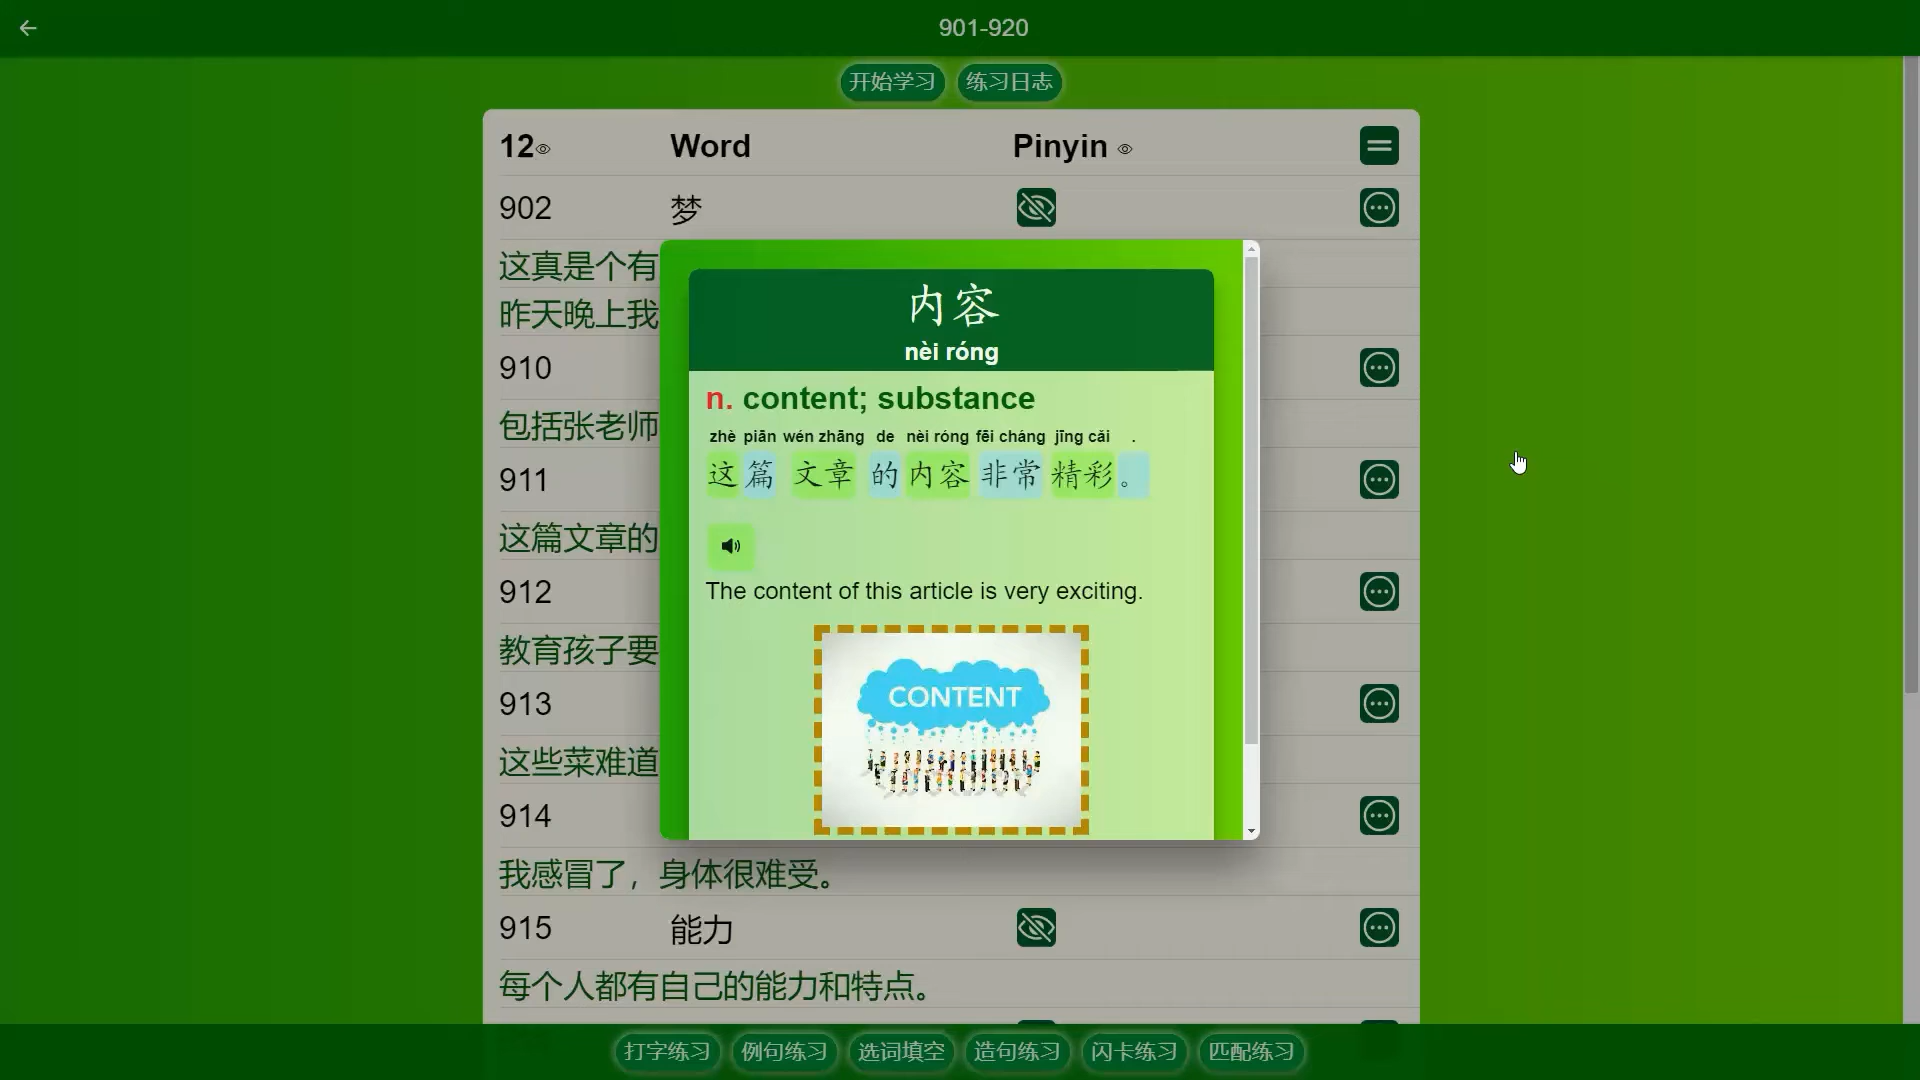 901-920
开始学习 练习日志
12 Word Pinyin
902 梦
这真是个有
昨天晚上我
910
包括张老师
911
这篇文章的
912
教育孩子要
913
这些菜难道
914
我感冒了，身体很难受。
915 能力
每个人都有自己的能力和特点。
内容
nèi róng
n. content; substance
zhè piān wén zhāng de nèi róng fēi cháng jīng cǎi .
这篇文章的内容非常精彩。
The content of this article is very exciting.
CONTENT
打字练习 例句练习 选词填空 造句练习 闪卡练习 匹配练习